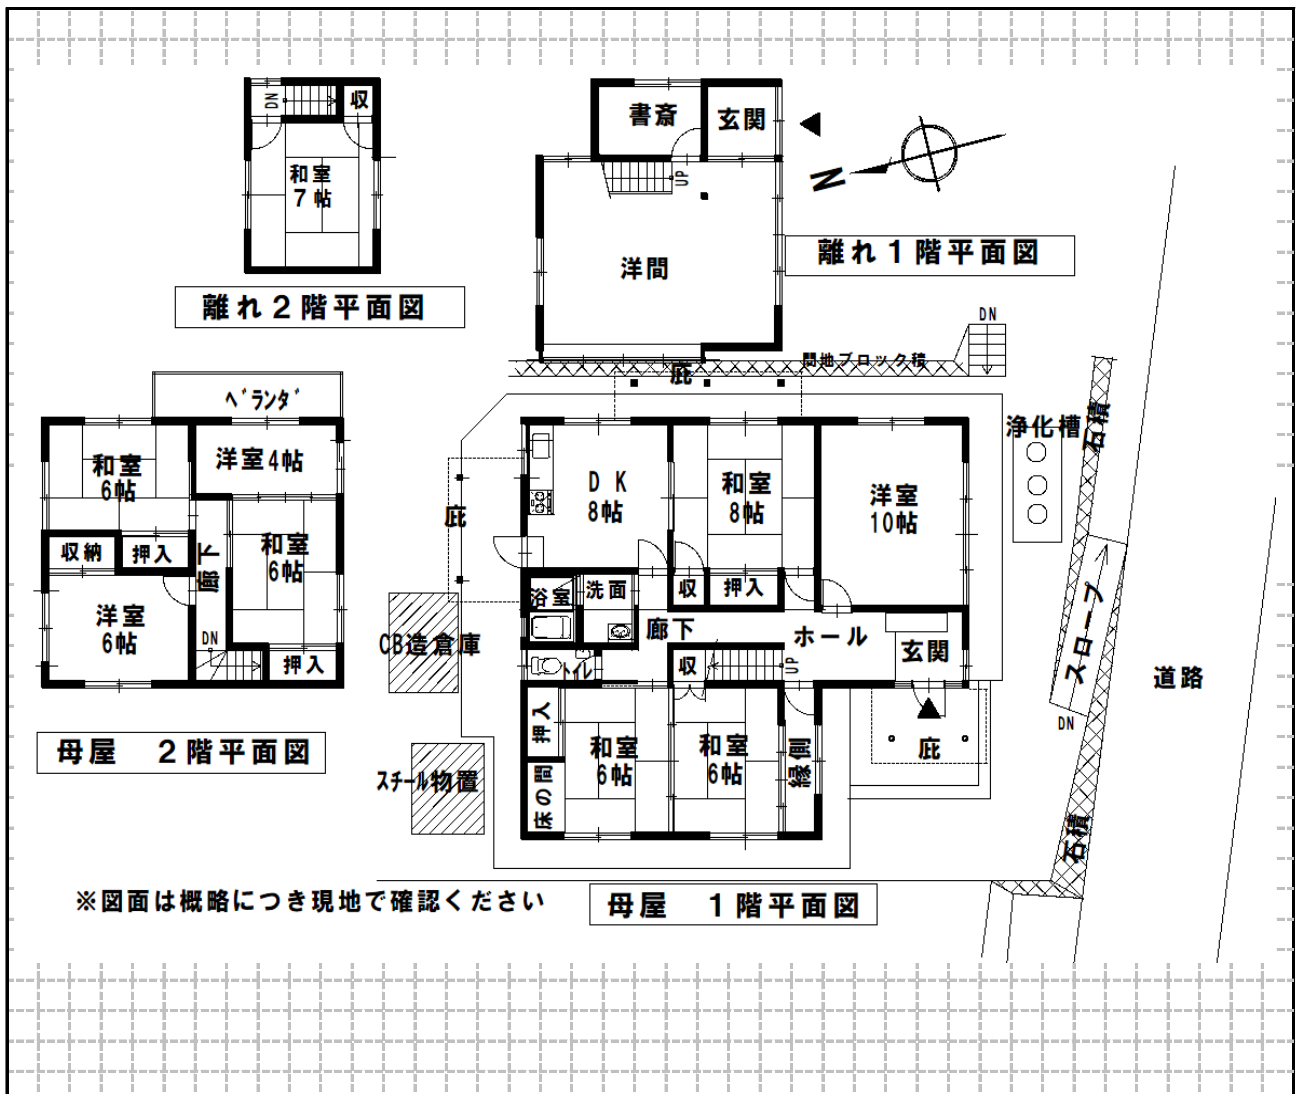 DN
収
和室
7帖
離れ２階平面図
書斎
玄関
UP
洋間
N
離れ１階平面図
DN
間地ブロック積
庇
ベランダ
和室
6帖
洋室4帖
収納
押入
廊下
和室
6帖
洋室
6帖
DN
押入
母屋　２階平面図
庇
DK
8帖
和室
8帖
洋室
10帖
浄化槽
石積
浴室
洗面
収
押入
廊下
ホール
玄関
トイレ
収
UP
CB造倉庫
スチール物置
押入
床の間
和室
6帖
和室
6帖
縁側
庇
スロープ
DN
道路
石積
※図面は概略につき現地で確認ください
母屋　１階平面図